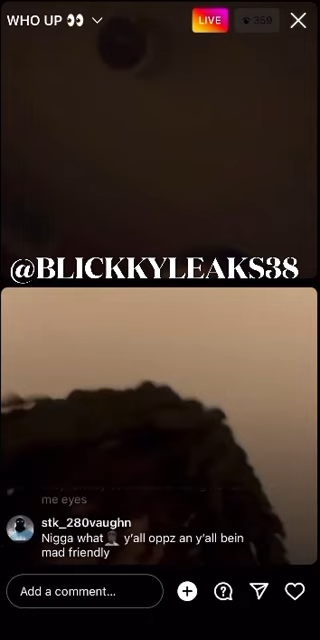 WHO UP 👀
LIVE
359
@BLICKKYLEAKS38
me eyes
stk_280vaughn
Nigga what👤 y'all oppz an y'all bein
mad friendly
Add a comment...